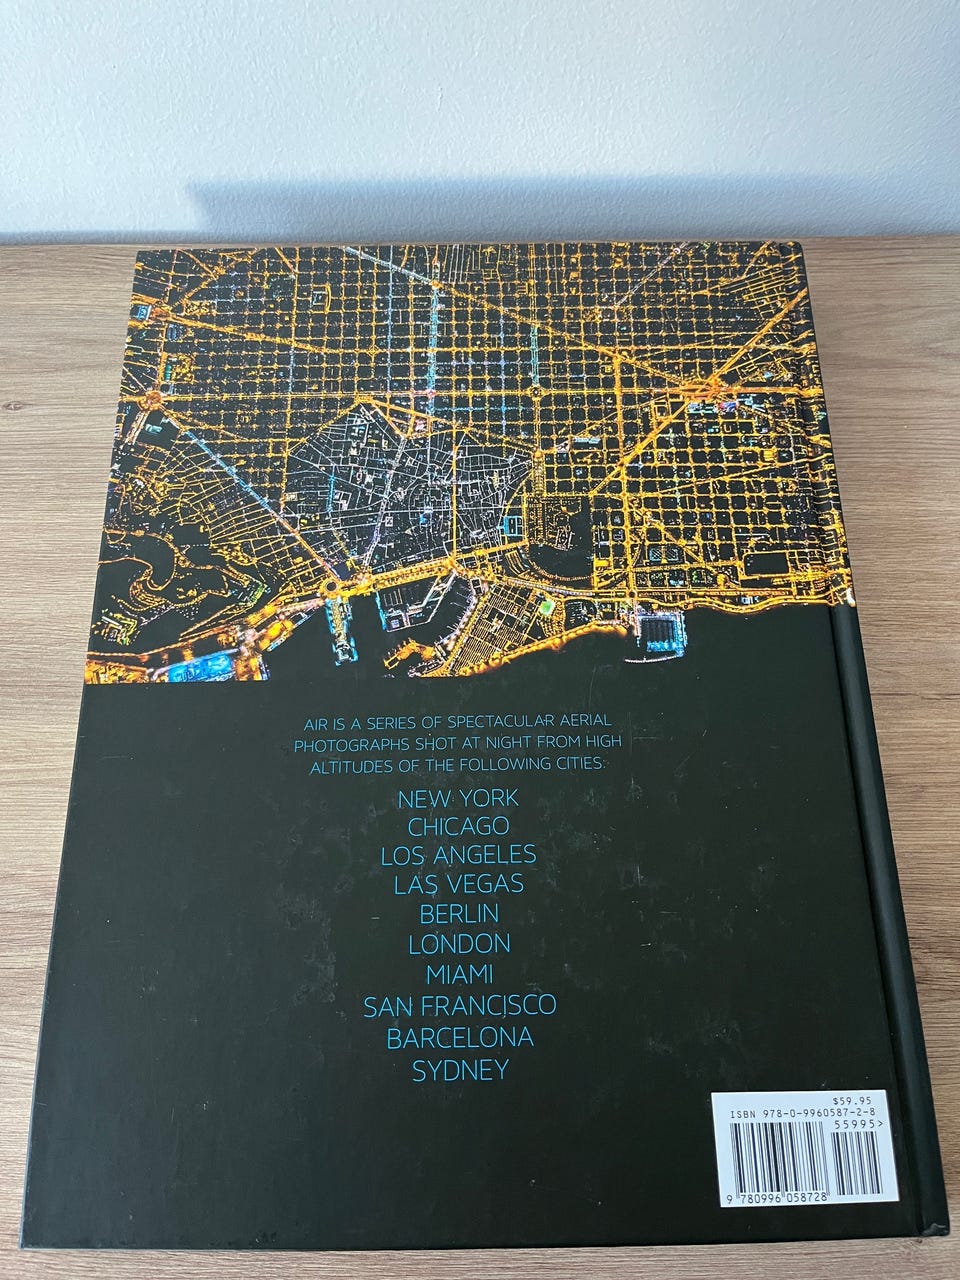 AIR IS A SERIES OF SPECTACULAR AERIAL
PHOTOGRAPHS SHOT AT NIGHT FROM HIGH
ALTITUDES OF THE FOLLOWING CITIES:
NEW YORK
CHICAGO
LOS ANGELES
LAS VEGAS
BERLIN
LONDON
MIAMI
SAN FRANCISCO
BARCELONA
SYDNEY
$59.95
ISBN 978-0-9960587-2-8
55995>
9 780996 058728